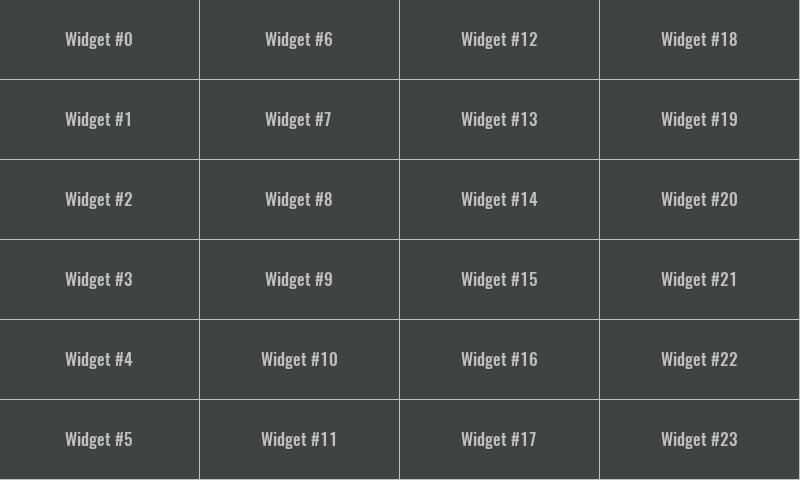 Widget #0
Widget #6
Widget #12
Widget #18
Widget #1
Widget #7
Widget #13
Widget #19
Widget #2
Widget #8
Widget #14
Widget #20
Widget #3
Widget #9
Widget #15
Widget #21
Widget #4
Widget #10
Widget #16
Widget #22
Widget #5
Widget #11
Widget #17
Widget #23